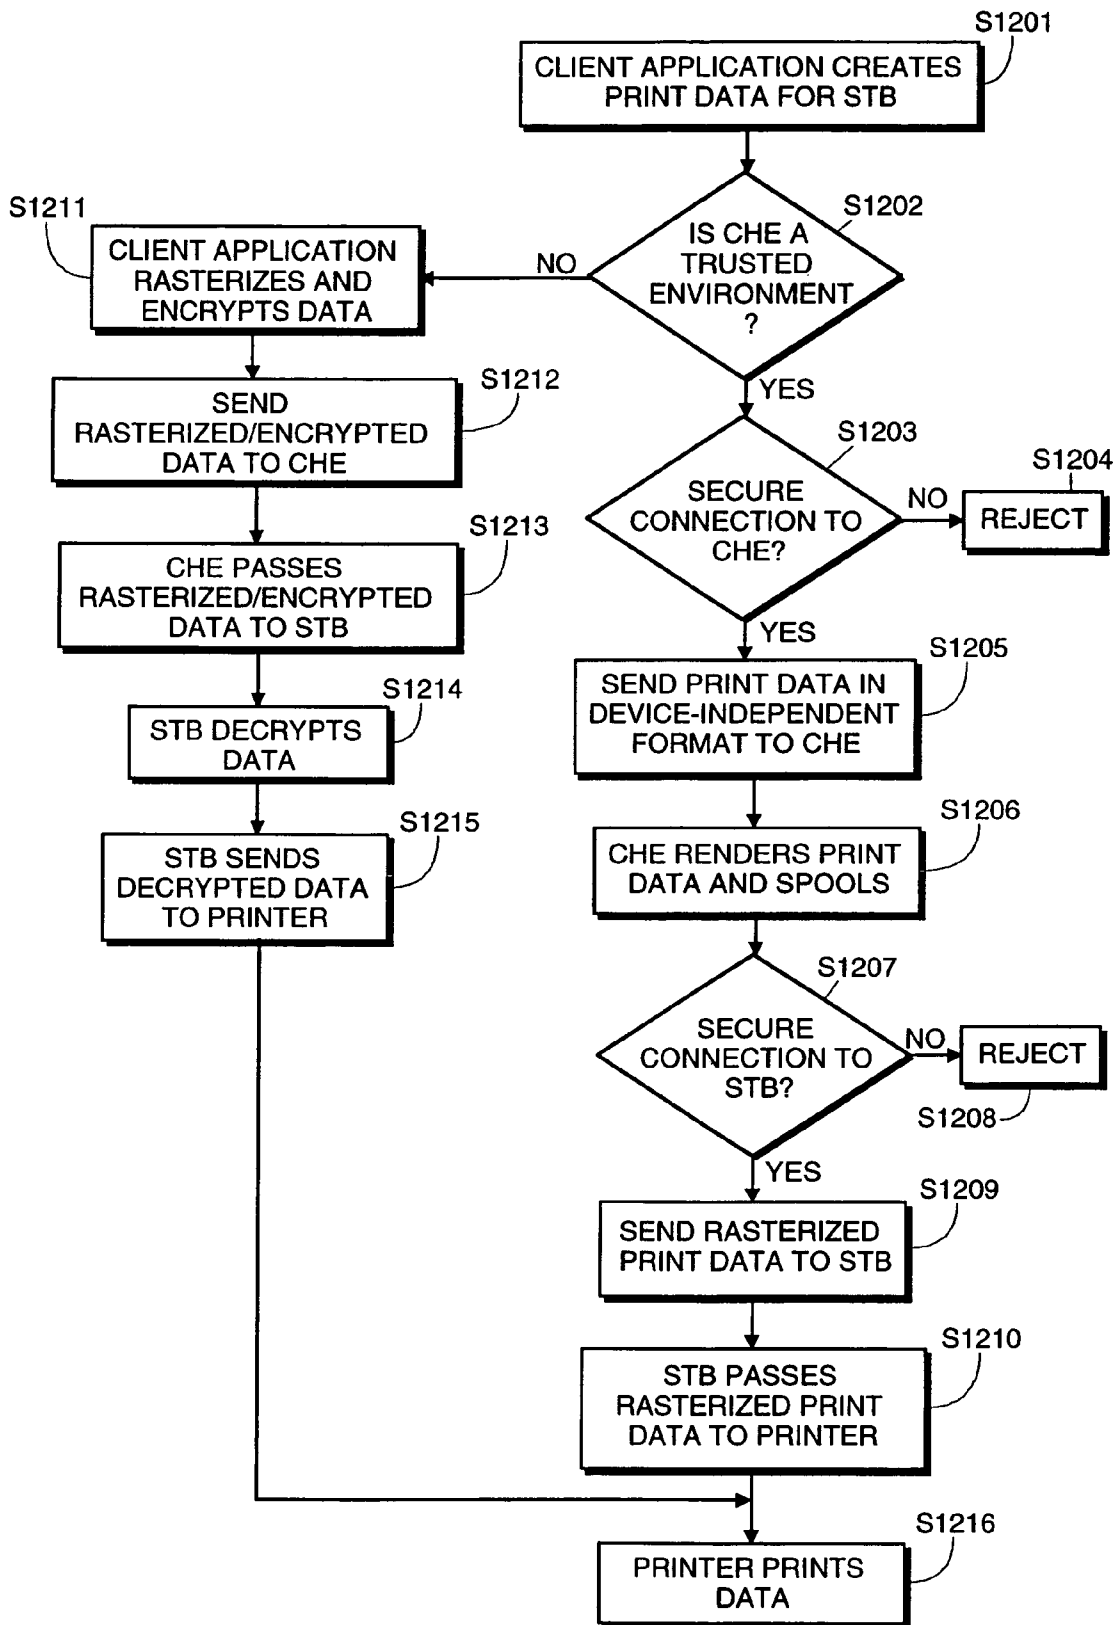 S1201
CLIENT APPLICATION CREATES
PRINT DATA FOR STB
S1202
IS CHE A
TRUSTED
ENVIRONMENT
?
NO
YES
S1211
CLIENT APPLICATION
RASTERIZES AND
ENCRYPTS DATA
S1212
SEND
RASTERIZED/ENCRYPTED
DATA TO CHE
S1213
CHE PASSES
RASTERIZED/ENCRYPTED
DATA TO STB
S1214
STB DECRYPTS
DATA
S1215
STB SENDS
DECRYPTED DATA
TO PRINTER
S1203
SECURE
CONNECTION TO
CHE?
NO
S1204
REJECT
YES
S1205
SEND PRINT DATA IN
DEVICE-INDEPENDENT
FORMAT TO CHE
S1206
CHE RENDERS PRINT
DATA AND SPOOLS
S1207
SECURE
CONNECTION TO
STB?
NO
REJECT
S1208
YES
S1209
SEND RASTERIZED
PRINT DATA TO STB
S1210
STB PASSES
RASTERIZED PRINT
DATA TO PRINTER
S1216
PRINTER PRINTS
DATA